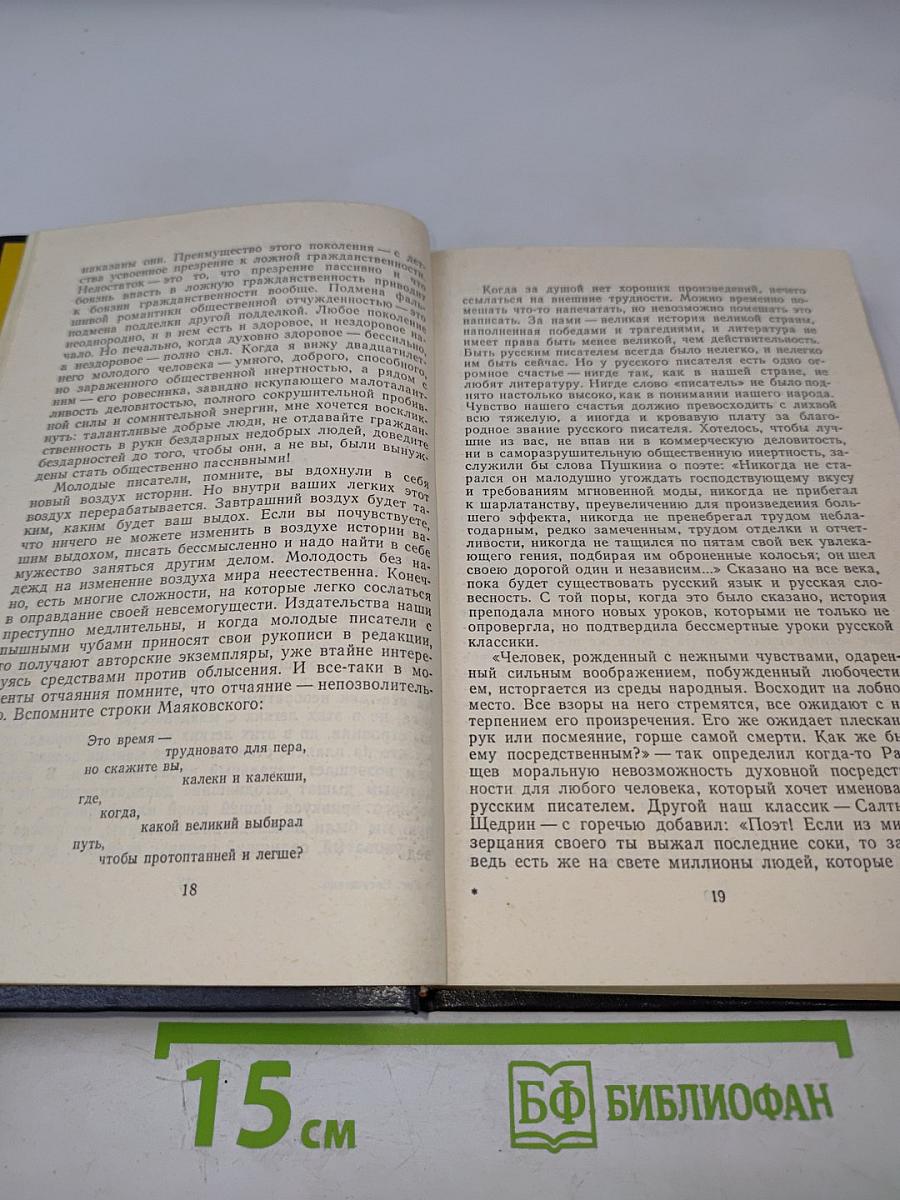 наказаны они. Преимущество этого поколения — с дет-
ства усвоенное презрение к ложной гражданственности.
Недостаток — это то, что презрение пассивно и что
боязнь впасть в ложную гражданственность приводит
к боязни гражданственности вообще. Подмена фаль-
шивой романтики общественной отчужденностью — это
подмена подделки другой подделкой. Любое поколение
неоднородно, и в нем есть и здоровое, и нездоровое на-
чало. Но печально, когда духовно здоровое — бессильно,
а нездоровое — полно сил. Когда я вижу двадцатилет-
него молодого человека — умного, доброго, способного,
но зараженного общественной инертностью, а рядом с
ним — его ровесника, завидно искупающего малоталант-
ливость деловитостью, полного сокрушительной пробив-
ной силы и сомнительной энергии, мне хочется восклик-
нуть: талантливые добрые люди, не отдавайте граждан-
ственность в руки бездарных недобрых людей, доведите
бездарностей до того, чтобы они, а не вы, были вынуж-
дены стать общественно пассивными!
Молодые писатели, помните, вы вдохнули в себя
новый воздух истории. Но внутри ваших легких этот
воздух перерабатывается. Завтрашний воздух будет та-
ким, каким будет ваш выдох. Если вы почувствуете,
что ничего не можете изменить в воздухе истории ва-
шим выдохом, писать бессмысленно и надо найти в себе
мужество заняться другим делом. Молодость без на-
дежд на изменение воздуха мира неестественна. Конеч-
но, есть многие сложности, на которые легко сослаться
в оправдание своей невсемогущести. Издательства наши
преступно медлительны, и когда молодые писатели с
пышными чубами приносят свои рукописи в редакции,
то получают авторские экземпляры, уже втайне интере-
уясь средствами против облысения. И все-таки в мо-
енты отчаяния помните, что отчаяние — непозволитель-
о. Вспомните строки Маяковского:
Это время —
трудновато для пера,
но скажите вы,
калеки и калекши,
где,
когда,
какой великий выбирал
путь,
чтобы протоптанней и легше?
18
Когда за душой нет хороших произведений, нечего
ссылаться на внешние трудности. Можно временно по-
мешать что-то напечатать, но невозможно помешать это
написать. За нами — великая история великой страны,
наполненная победами и трагедиями, и литература не
имеет права быть менее великой, чем действительность.
Быть русским писателем всегда было нелегко, и нелегко
им быть сейчас. Но у русского писателя есть одно ог-
ромное счастье — нигде так, как в нашей стране, не
любят литературу. Нигде слово «писатель» не было под-
нято настолько высоко, как в понимании нашего народа.
Чувство нашего счастья должно превосходить с лихвой
всю тяжелую, а иногда и кровавую плату за благо-
родное звание русского писателя. Хотелось, чтобы луч-
шие из вас, не впав ни в коммерческую деловитость,
ни в саморазрушительную общественную инертность, за-
служили бы слова Пушкина о поэте: «Никогда не ста-
рался он малодушно угождать господствующему вкусу
и требованиям мгновенной моды, никогда не прибегал
к шарлатанству, преувеличению для произведения боль-
шего эффекта, никогда не пренебрегал трудом небла-
годарным, редко замеченным, трудом отделки и отчет-
ливости, никогда не тащился по пятам свой век увлека-
ющего гения, подбирая им оброненные колосья; он шел
своею дорогой один и независим...» Сказано на все века,
пока будет существовать русский язык и русская сло-
весность. С той поры, когда это было сказано, история
преподала много новых уроков, которыми не только не
опровергла, но подтвердила бессмертные уроки русской
классики.
«Человек, рожденный с нежными чувствами, одарен-
ный сильным воображением, побужденный любочести-
ем, исторгается из среды народныя. Восходит на лобно
место. Все взоры на него стремятся, все ожидают с н
терпением его произречения. Его же ожидает плескан
рук или посмеяние, горше самой смерти. Как же бы
ему посредственным?» — так определил когда-то Ра
щев моральную невозможность духовной посредст
ности для любого человека, который хочет именова
русским писателем. Другой наш классик — Салты
Щедрин — с горечью добавил: «Поэт! Если из ми
зерцания своего ты выжал последние соки, то за
ведь есть же на свете миллионы людей, которые
*
19
15 см
БФ БИБЛИОФАН